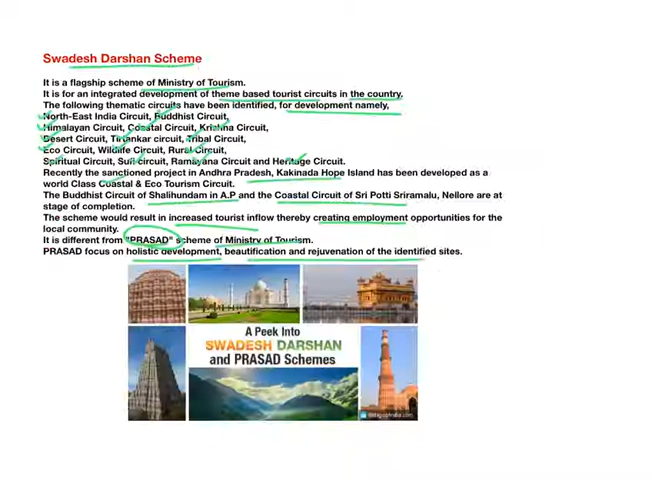 Swadesh Darshan Scheme
It is a flagship scheme of Ministry of Tourism.
It is for an integrated development of theme based tourist circuits in the country.
The following thematic circuits have been identified, for development namely,
North-East India Circuit, Buddhist Circuit,
Himalayan Circuit, Coastal Circuit, Krishna Circuit,
Desert Circuit, Tirthankar circuit, Tribal Circuit,
Eco Circuit, Wildlife Circuit, Rural Circuit,
Spiritual Circuit, Sufi circuit, Ramayana Circuit and Heritage Circuit.
Recently the sanctioned project in Andhra Pradesh, Kakinada Hope Island has been developed as a
world Class Coastal & Eco Tourism Circuit.
The Buddhist Circuit of Shalihundam in A.P and the Coastal Circuit of Sri Potti Sriramalu, Nellore are at
stage of completion.
The scheme would result in increased tourist inflow thereby creating employment opportunities for the
local community.
It is different from "PRASAD" scheme of Ministry of Tourism.
PRASAD focus on holistic development, beautification and rejuvenation of the identified sites.
A Peek Into
SWADESH DARSHAN
and PRASAD Schemes